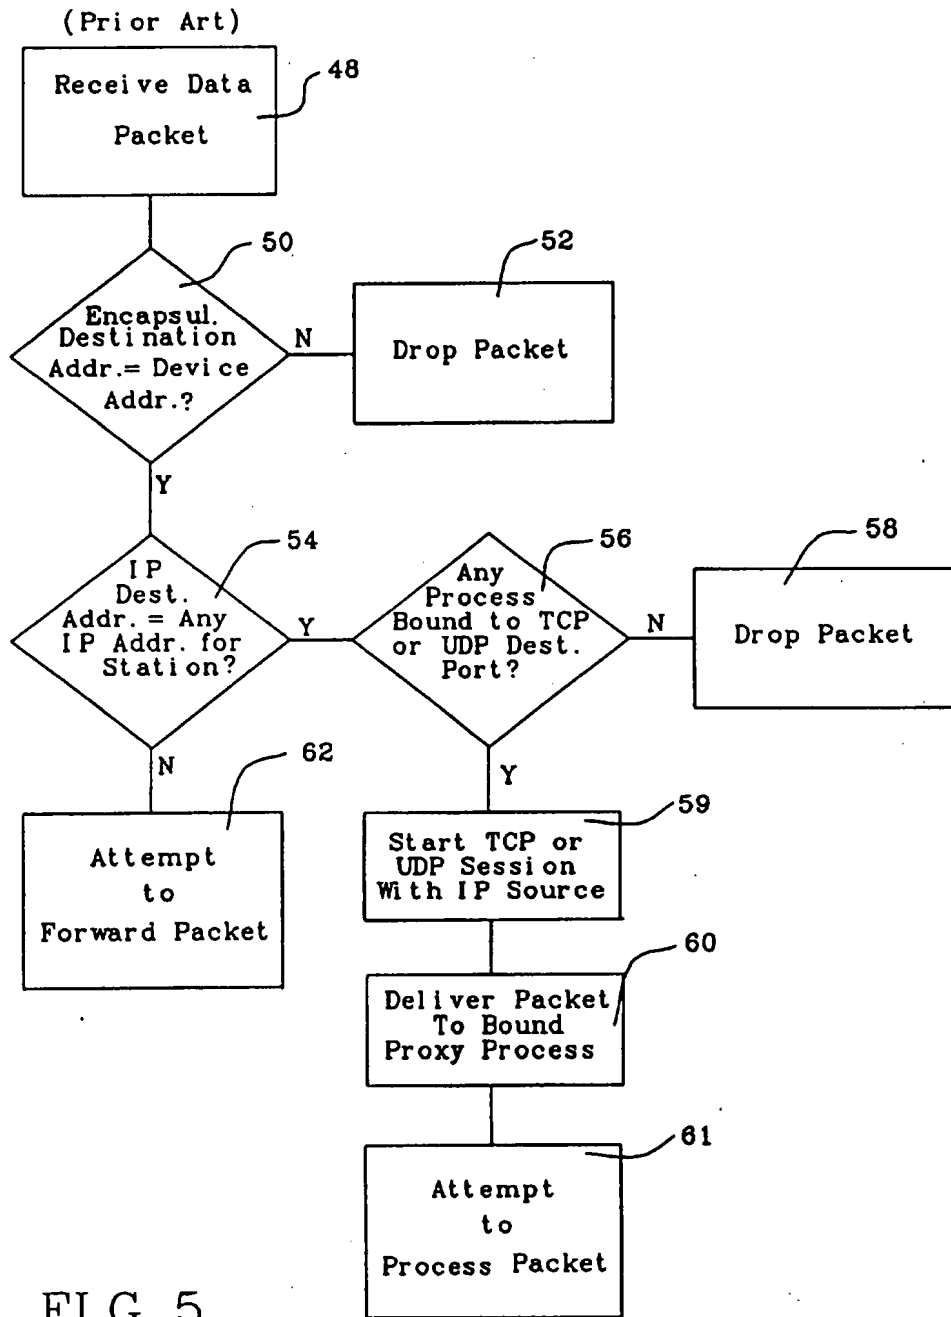 (Prior Art)
Receive Data
Packet
48
50
Encapsul.
Destination
Addr.= Device
Addr.?
N
52
Drop Packet
Y
54
IP
Dest.
Addr. = Any
IP Addr. for
Station?
Y
56
Any
Process
Bound to TCP
or UDP Dest.
Port?
N
58
Drop Packet
N
62
Attempt
to
Forward Packet
Y
59
Start TCP or
UDP Session
With IP Source
60
Deliver Packet
To Bound
Proxy Process
61
Attempt
to
Process Packet
FIG. 5